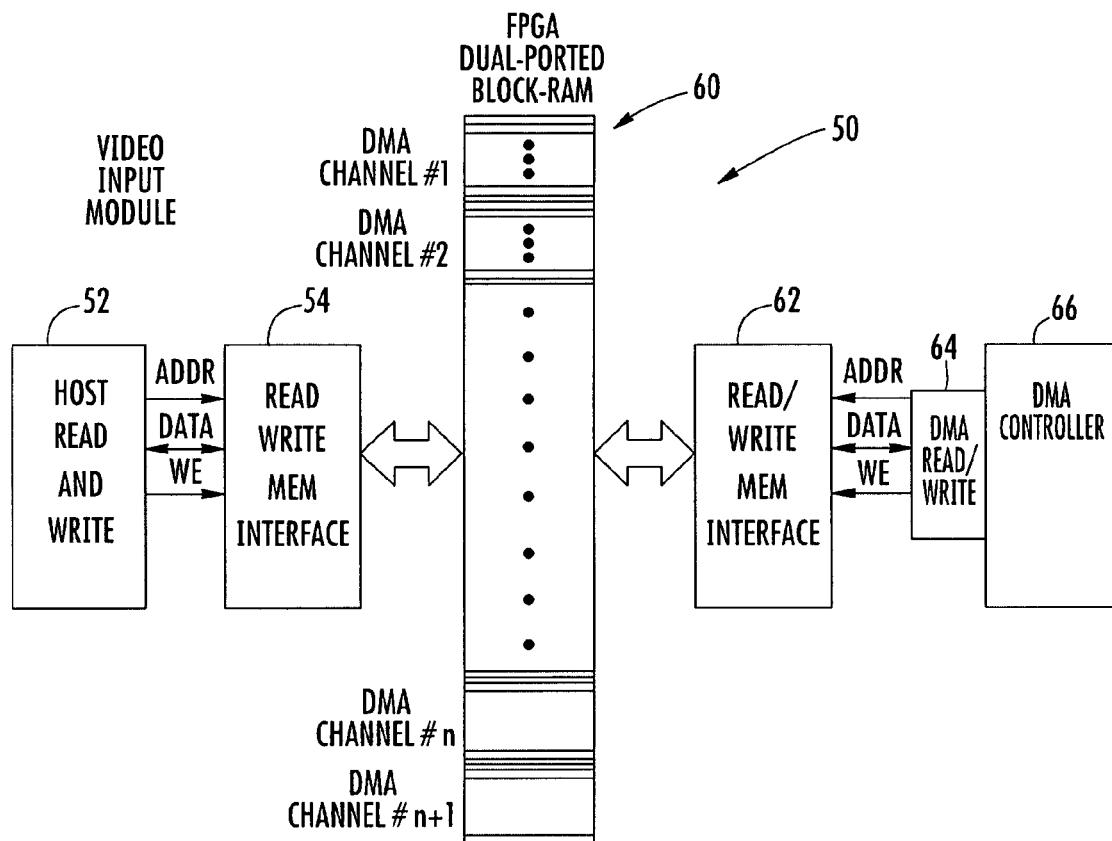 FPGA
DUAL-PORTED
BLOCK-RAM
60
50
VIDEO
INPUT
MODULE
DMA
CHANNEL #1
DMA
CHANNEL #2
52
54
62
64
66
HOST
READ
AND
WRITE
ADDR
DATA
WE
READ
WRITE
MEM
INTERFACE
READ/
WRITE
MEM
INTERFACE
ADDR
DATA
WE
DMA
READ/
WRITE
DMA
CONTROLLER
DMA
CHANNEL # n
DMA
CHANNEL # n+1